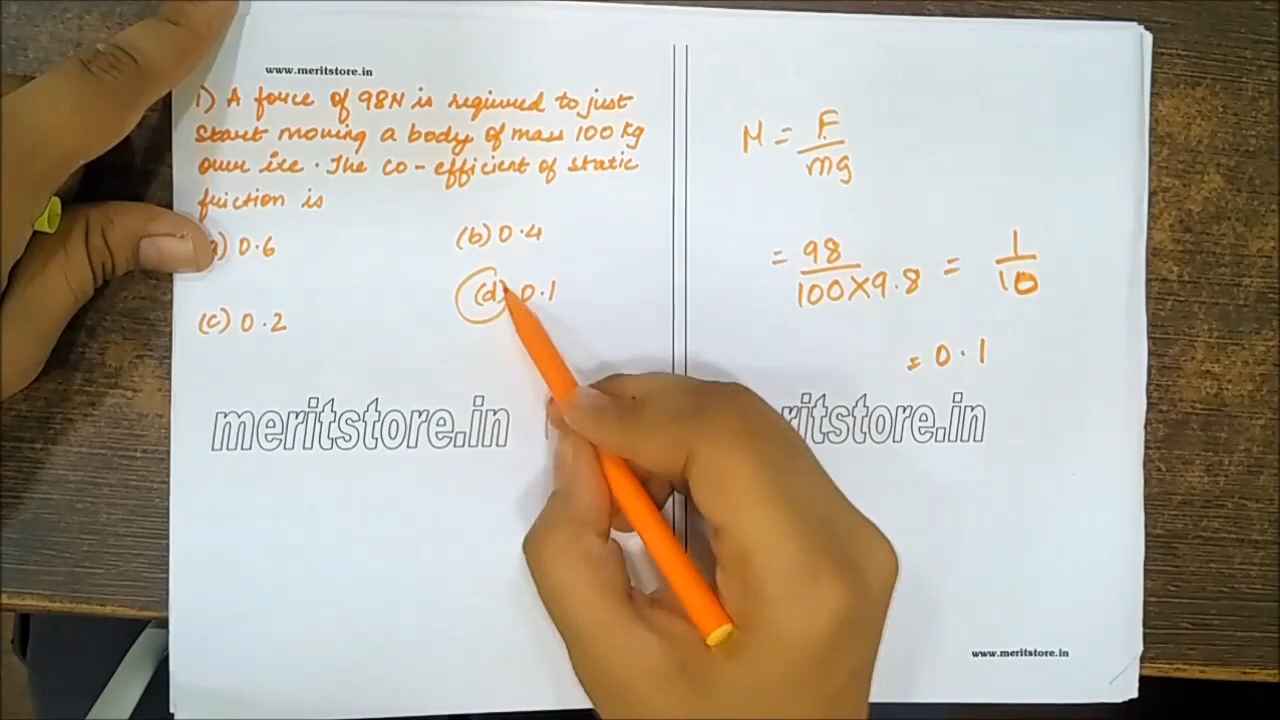 www.meritstore.in
1) A force of 98N is required to just
start moving a body of mass 100 kg
over ice. The co-efficient of static
friction is
a) 0.6
(b) 0.4
(c) 0.2
(d) 0.1
meritstore.in
μ = F / mg
= 98 / 100×9.8 = 1 / 10
= 0.1
ritstore.in
www.meritstore.in